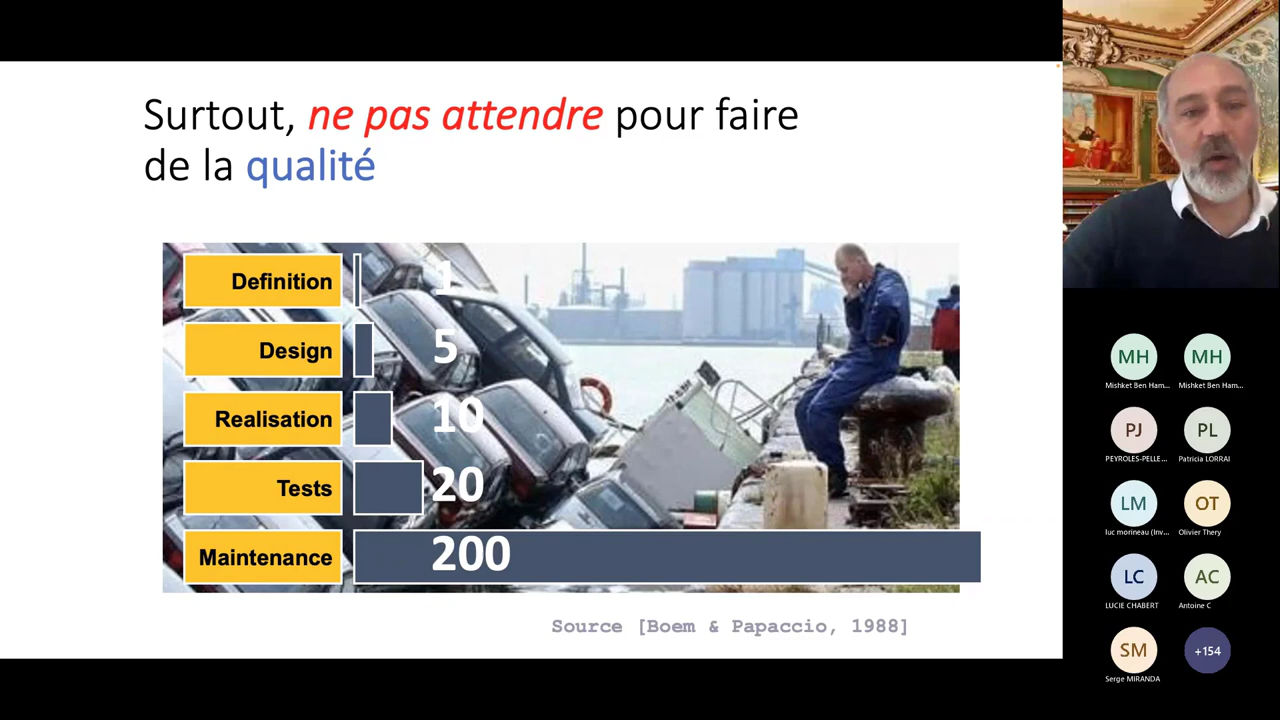 Surtout, ne pas attendre pour faire
de la qualité
Definition 1
Design 5
Realisation 10
Tests 20
Maintenance 200
Source [Boem & Papaccio, 1988]
MH MH
Mishket Ben Ham... Mishket Ben Ham...
PJ PL
PEYROLES-PELLE... Patricia LORRAI
LM OT
luc morineau (Inv... Olivier Thery
LC AC
LUCIE CHABERT Antoine C
SM +154
Serge MIRANDA